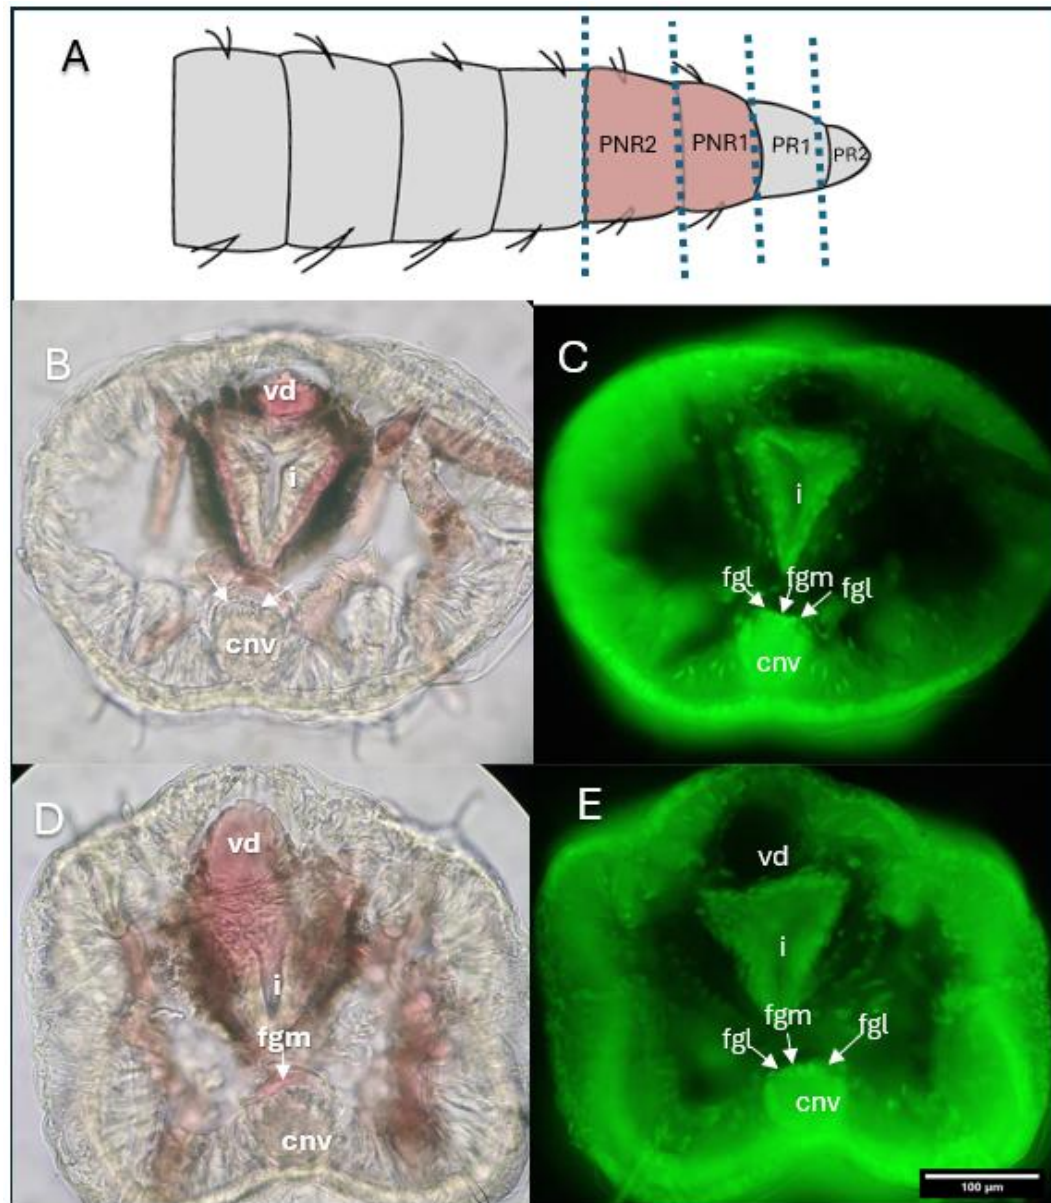 A
PNR2 PNR1 PR1 PR2
B
vd
i
cnv
C
i
fgl fgm fgl
cnv
D
vd
i
fgm
cnv
E
vd
i
fgm
fgl fgl
cnv
100 µm